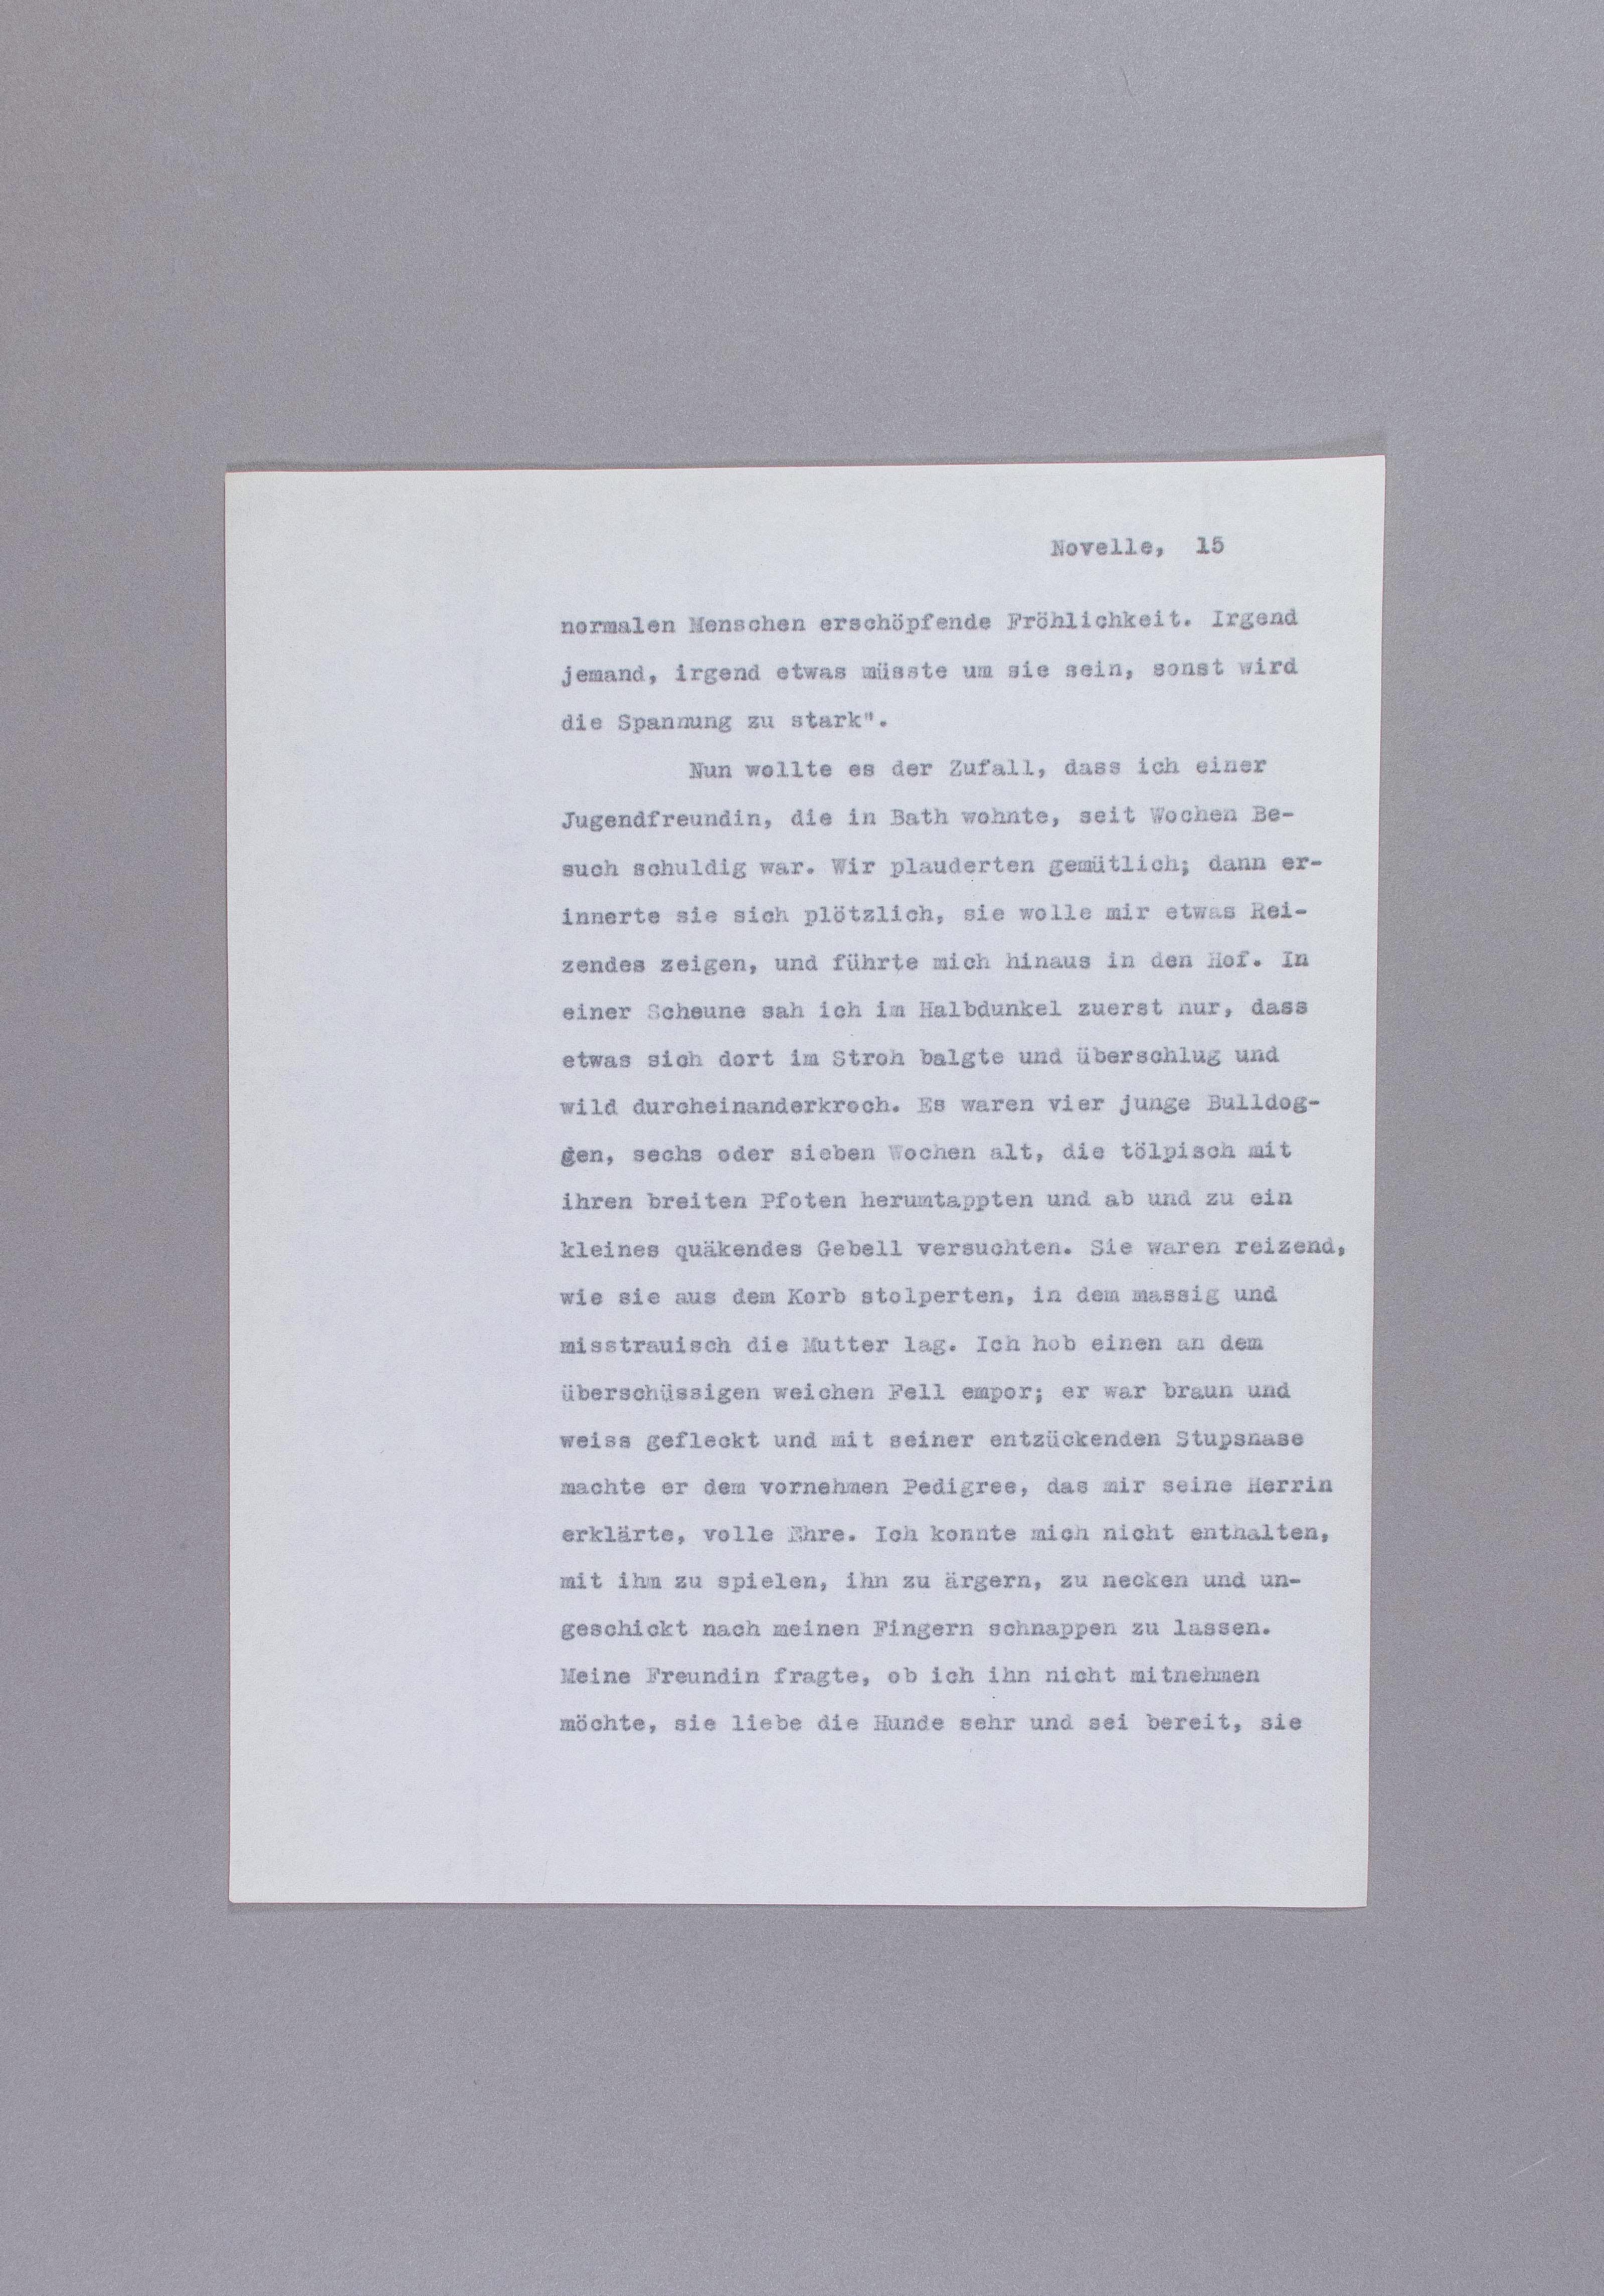 Novelle, 15
normalen Menschen erschöpfende Fröhlichkeit. Irgend
jemand, irgend etwas müsste um sie sein, sonst wird
die Spannung zu stark".
Nun wollte es der Zufall, dass ich einer
Jugendfreundin, die in Bath wohnte, seit Wochen Be-
such schuldig war. Wir plauderten gemütlich; dann er-
innerte sie sich plötzlich, sie wolle mir etwas Rei-
zendes zeigen, und führte mich hinaus in den Hof. In
einer Scheune sah ich im Halbdunkel zuerst nur, dass
etwas sich dort im Stroh balgte und überschlug und
wild durcheinanderkroch. Es waren vier junge Bulldog-
gen, sechs oder sieben Wochen alt, die tölpisch mit
ihren breiten Pfoten herumtappten und ab und zu ein
kleines quäkendes Gebell versuchten. Sie waren reizend,
wie sie aus dem Korb stolperten, in dem massig und
misstrauisch die Mutter lag. Ich hob einen an dem
überschüssigen weichen Fell empor; er war braun und
weiss gefleckt und mit seiner entzückenden Stupsnase
machte er dem vornehmen Pedigree, das mir seine Herrin
erklärte, volle Ehre. Ich konnte mich nicht enthalten,
mit ihm zu spielen, ihn zu ärgern, zu necken und un-
geschickt nach meinen Fingern schnappen zu lassen.
Meine Freundin fragte, ob ich ihn nicht mitnehmen
möchte, sie liebe die Hunde sehr und sei bereit, sie